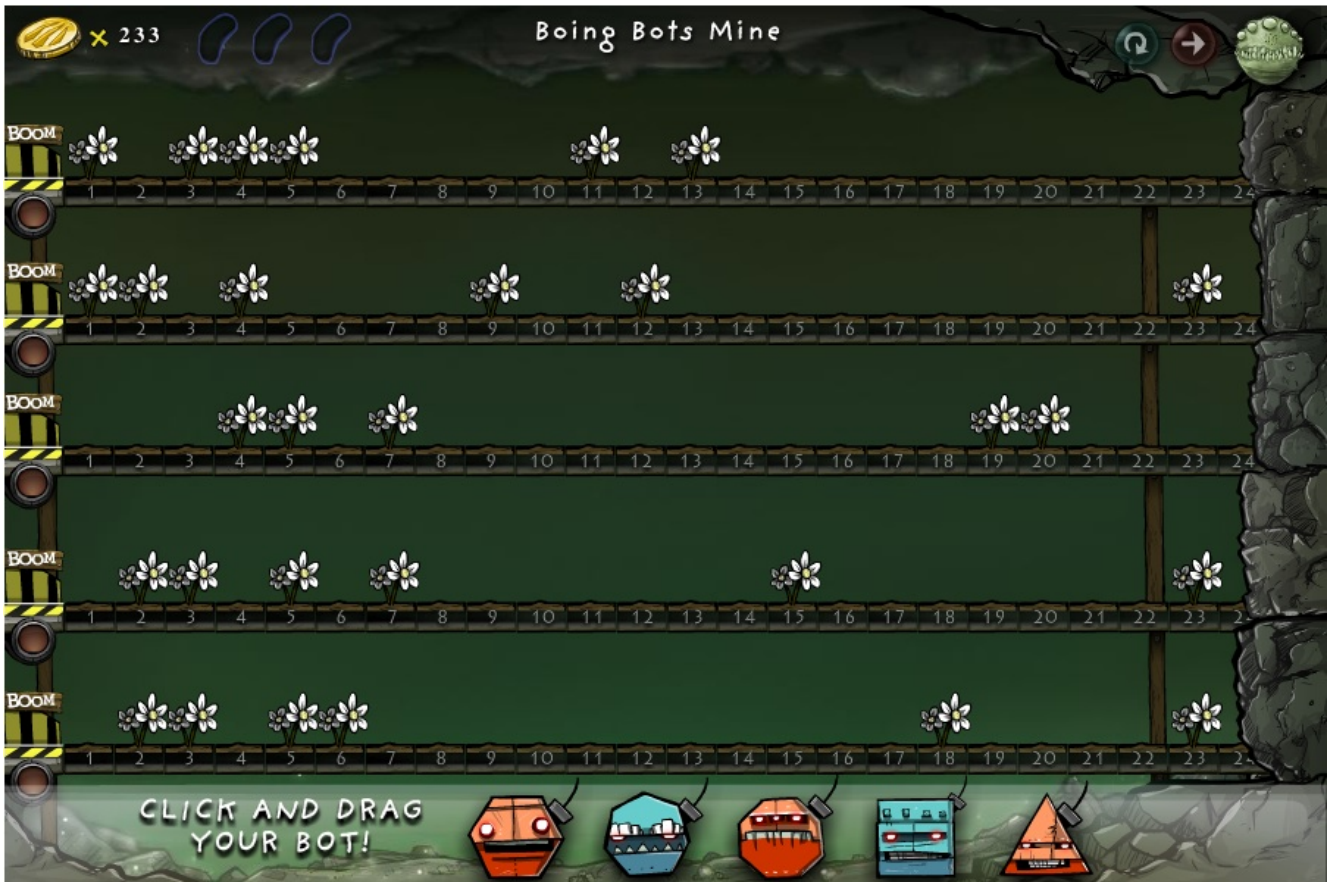 × 233
Boing Bots Mine
BOOM
1 2 3 4 5 6 7 8 9 10 11 12 13 14 15 16 17 18 19 20 21 22 23 24
BOOM
1 2 3 4 5 6 7 8 9 10 11 12 13 14 15 16 17 18 19 20 21 22 23 24
BOOM
1 2 3 4 5 6 7 8 9 10 11 12 13 14 15 16 17 18 19 20 21 22 23 24
BOOM
1 2 3 4 5 6 7 8 9 10 11 12 13 14 15 16 17 18 19 20 21 22 23 24
BOOM
1 2 3 4 5 6 7 8 9 10 11 12 13 14 15 16 17 18 19 20 21 22 23 24
CLICK AND DRAG
YOUR BOT!